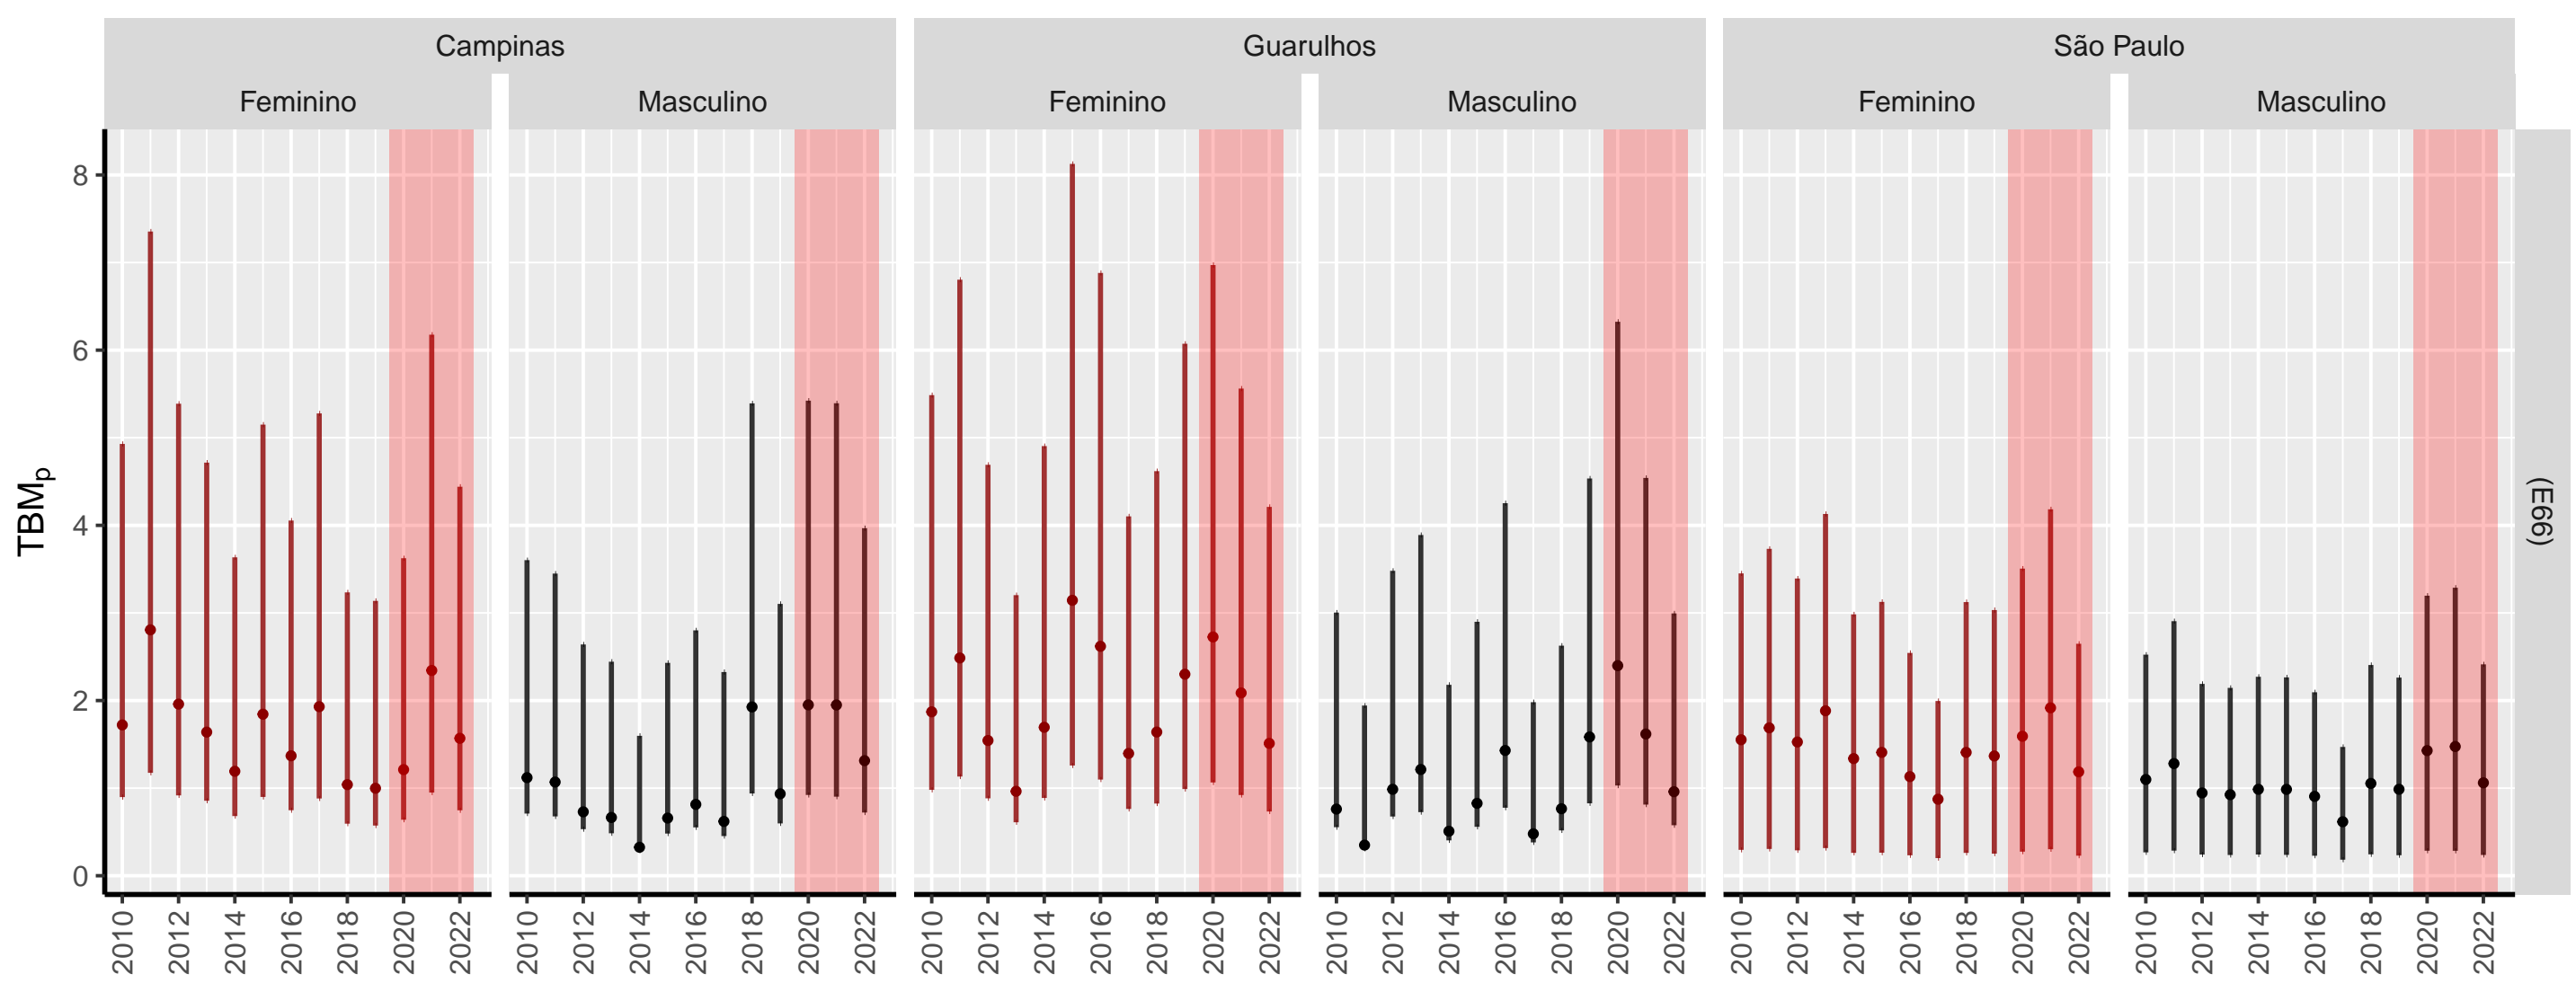 Campinas Guarulhos São Paulo
Feminino Masculino Feminino Masculino Feminino Masculino
TBMp
8
6
4
2
0
(E66)
2010 2012 2014 2016 2018 2020 2022 2010 2012 2014 2016 2018 2020 2022 2010 2012 2014 2016 2018 2020 2022 2010 2012 2014 2016 2018 2020 2022 2010 2012 2014 2016 2018 2020 2022 2010 2012 2014 2016 2018 2020 2022